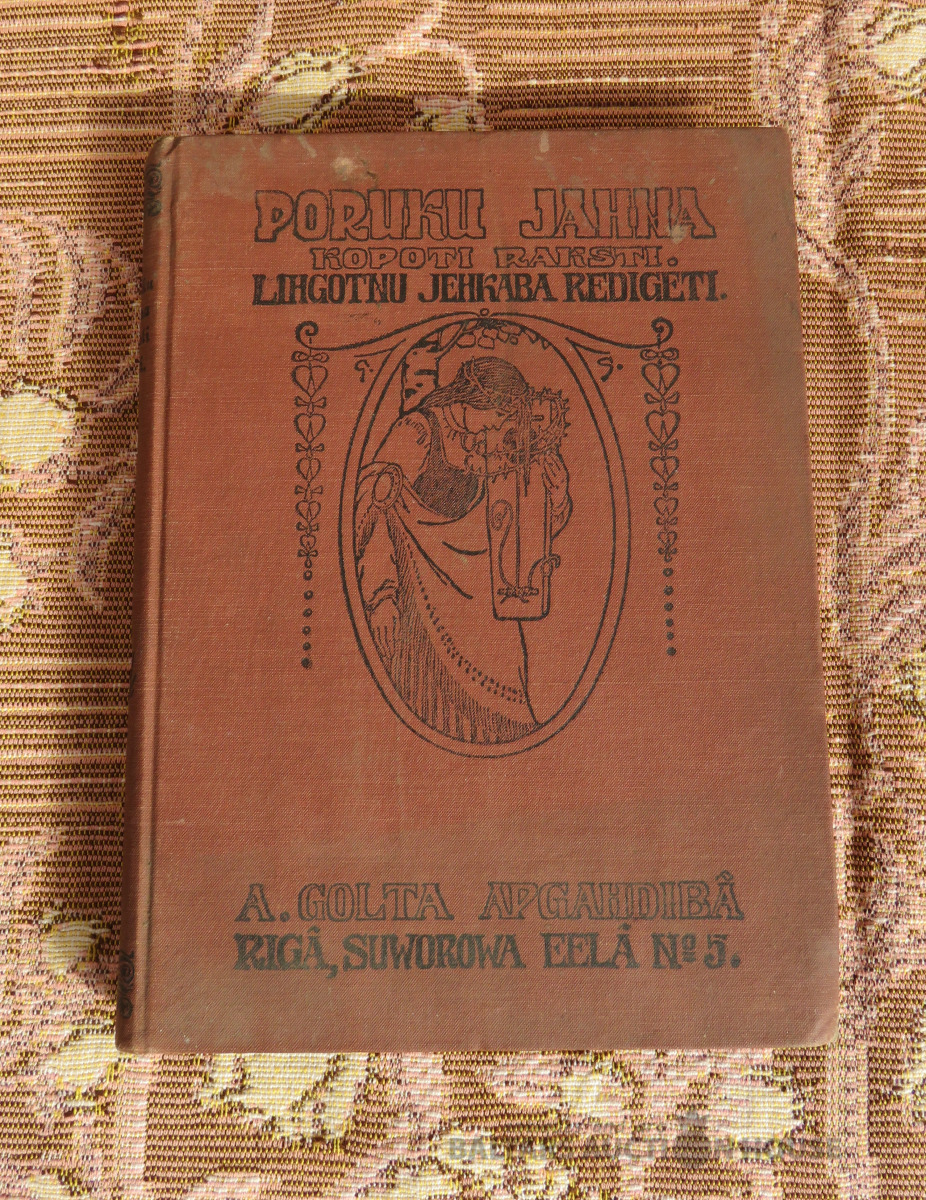 PORUKU JAHNA
KOPOTI RAKSTI.
LIHGOTNU JEHKABA REDIGETI.
G. S.
A. GOLTA APGAHDIBÂ
RIGÂ, SUWOROWA EELÂ Nº 5.